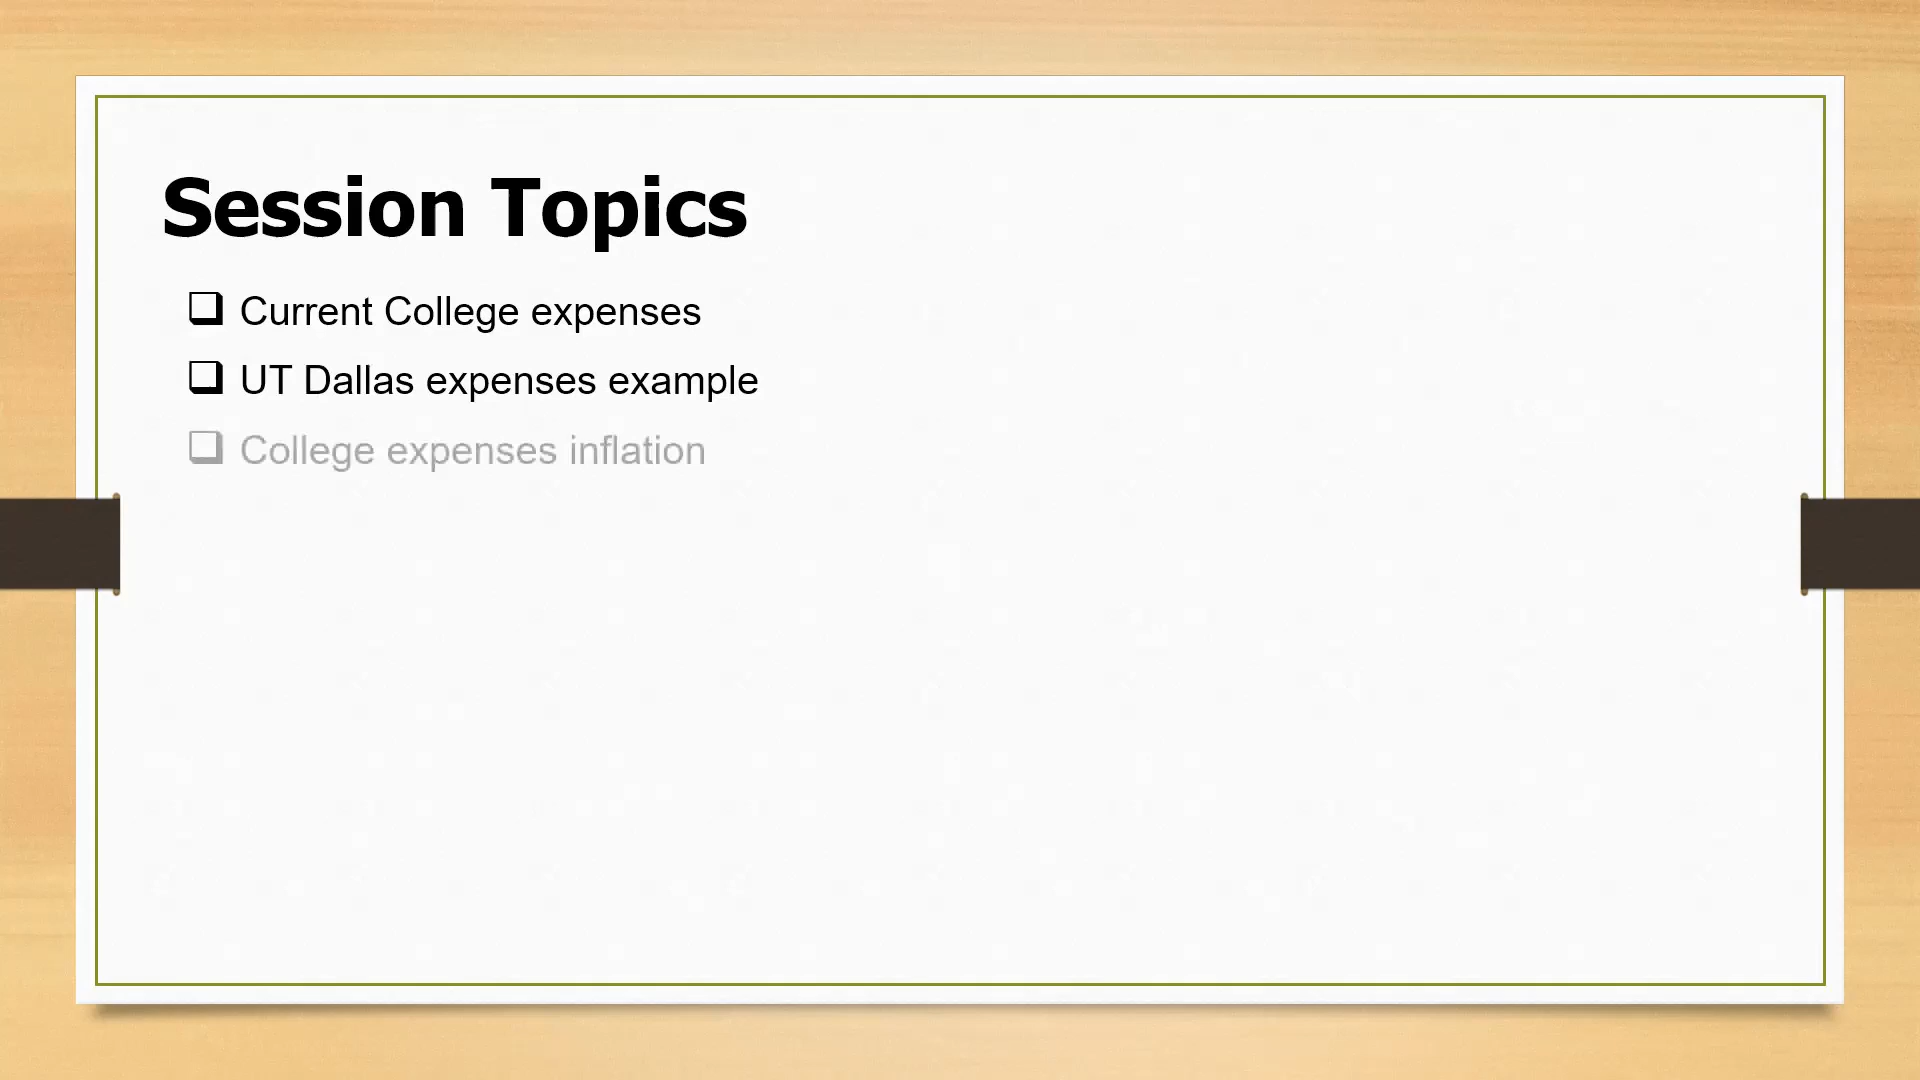 Session Topics
Current College expenses
UT Dallas expenses example
College expenses inflation